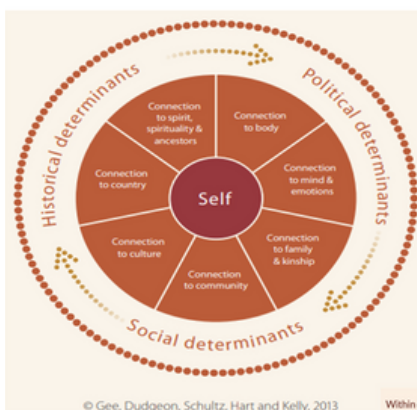 Historical determinants
Political determinants
Social determinants
Connection
to spirit,
spirituality &
ancestors
Connection
to body
Connection
to mind &
emotions
Connection
to family
& kinship
Connection
to community
Connection
to culture
Connection
to country
Self
© Gee, Dudgeon, Schultz, Hart and Kelly, 2013
Within